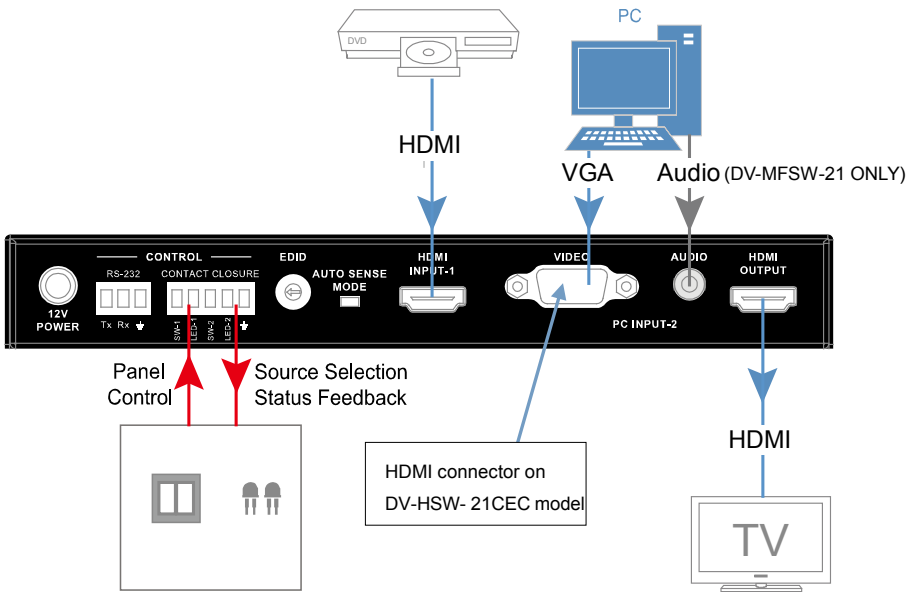 DVD
PC
HDMI
VGA
Audio (DV-MFSW-21 ONLY)
CONTROL
RS-232
CONTACT CLOSURE
EDID
AUTO SENSE
MODE
HDMI
INPUT-1
VIDEO
AUDIO
HDMI
OUTPUT
12V
POWER
Tx Rx
SW-1
LED-1
SW-2
LED-2
PC INPUT-2
Panel
Control
Source Selection
Status Feedback
HDMI connector on
DV-HSW- 21CEC model
HDMI
TV